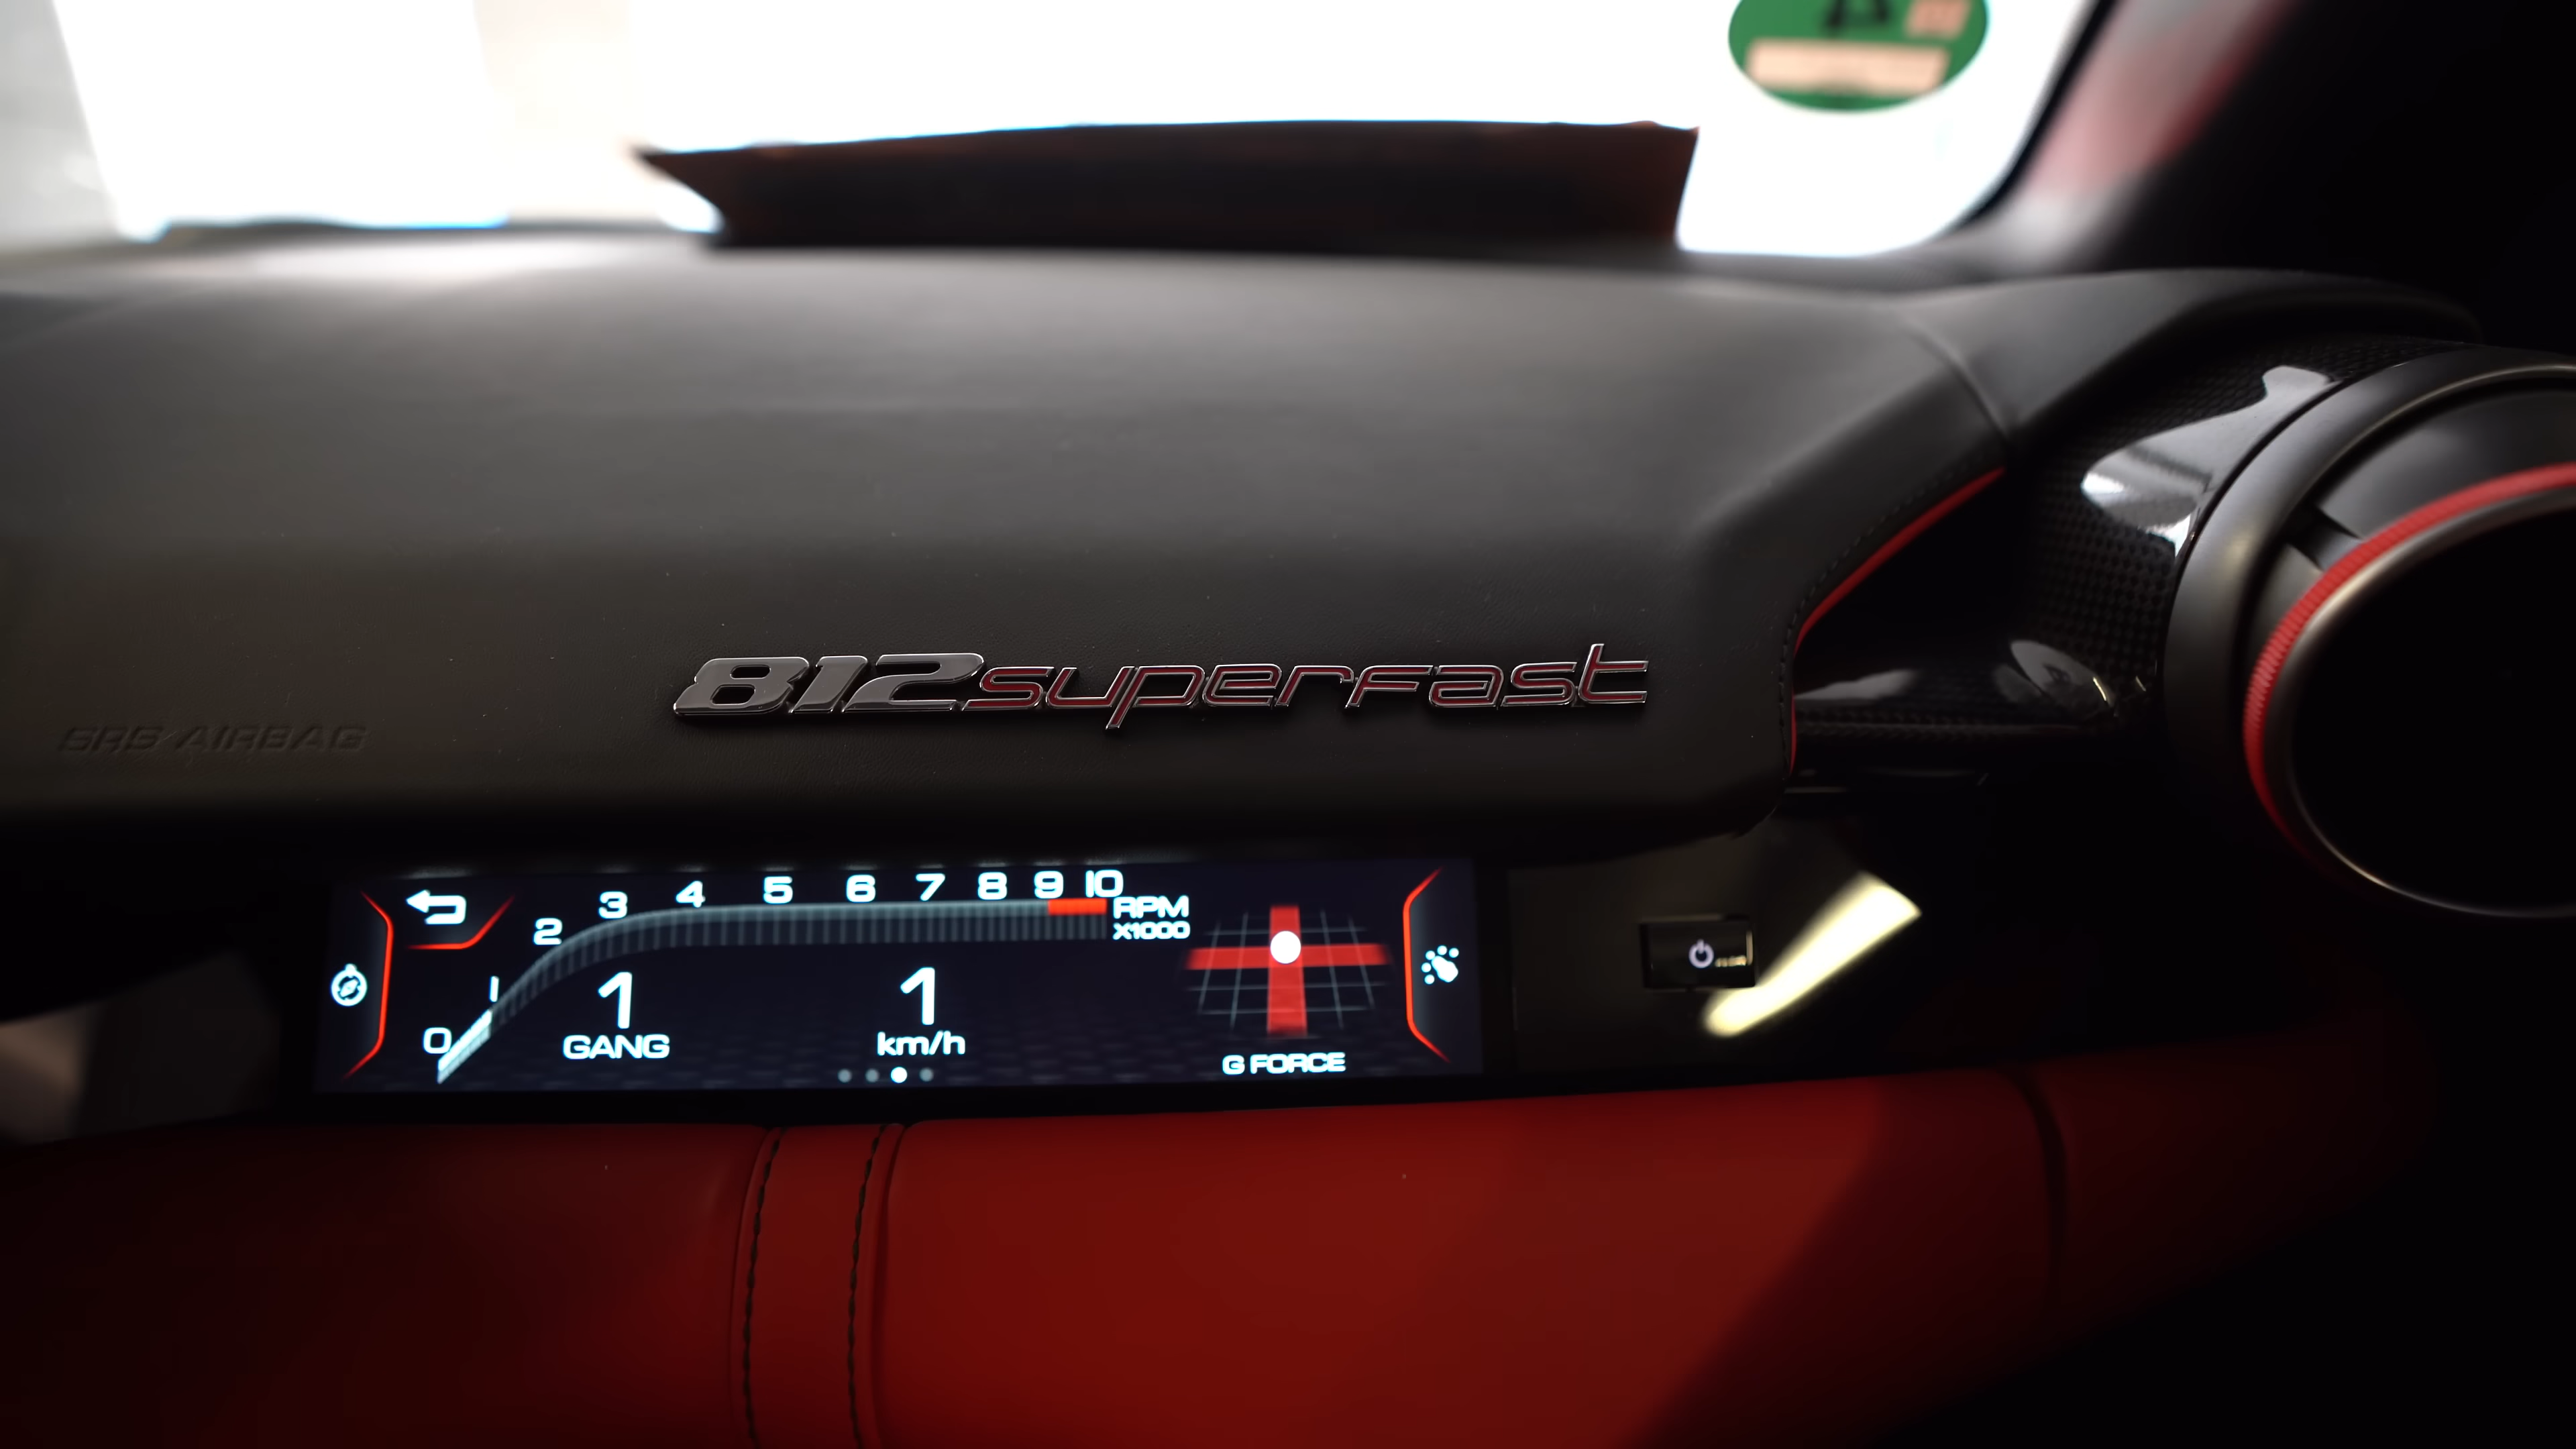 812superfast
SRS AIRBAG
0 1 2 3 4 5 6 7 8 9 10
RPM
X1000
1
GANG
1
km/h
G FORCE